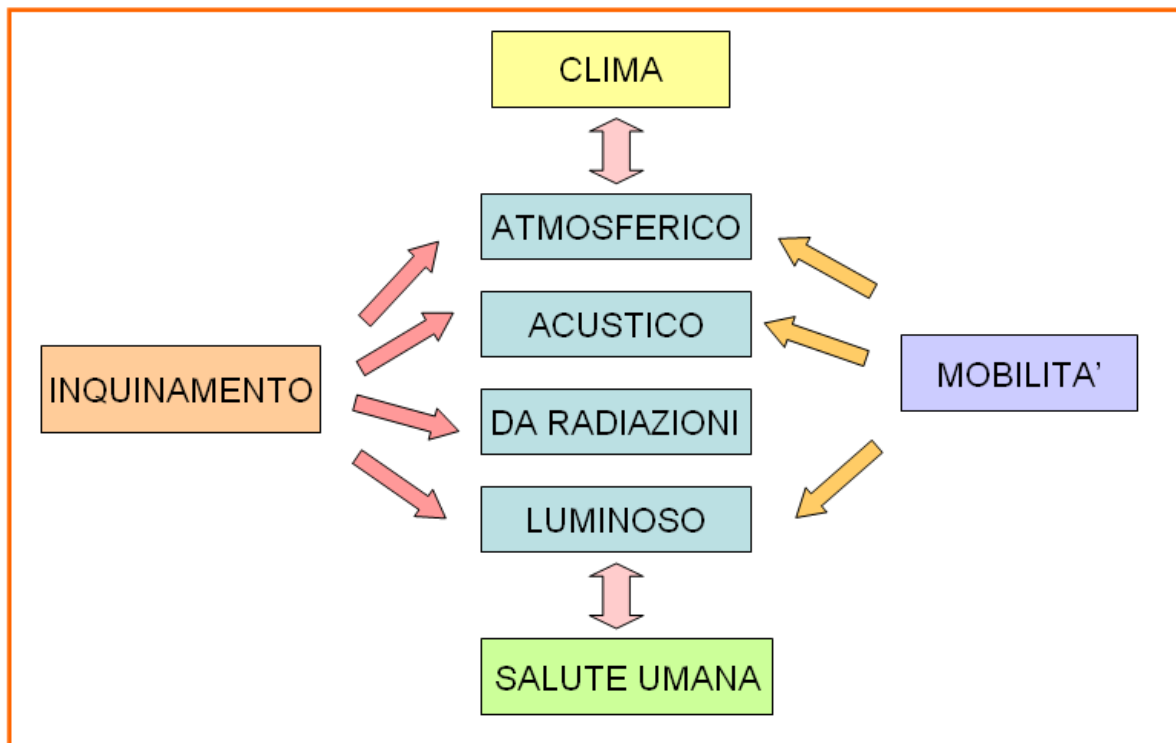 CLIMA
ATMOSFERICO
ACUSTICO
INQUINAMENTO
MOBILITA’
DA RADIAZIONI
LUMINOSO
SALUTE UMANA